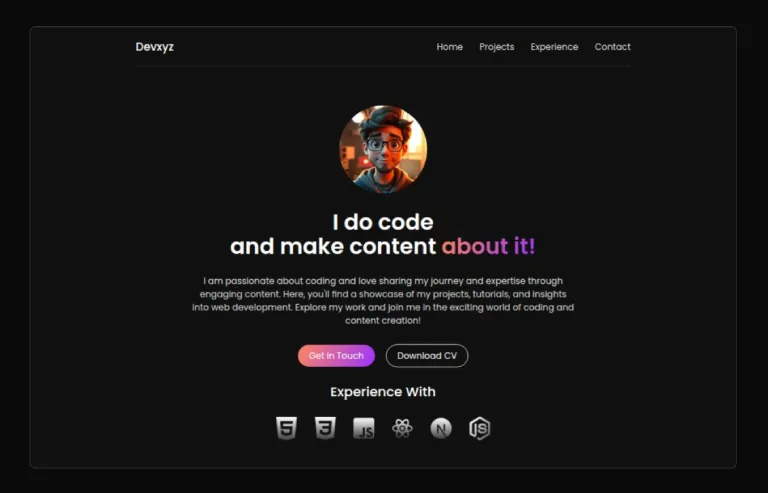 Devxyz
Home Projects Experience Contact
I do code
and make content about it!
I am passionate about coding and love sharing my journey and expertise through
engaging content. Here, you'll find a showcase of my projects, tutorials, and insights
into web development. Explore my work and join me in the exciting world of coding and
content creation!
Get In Touch Download CV
Experience With
5 3 JS N JS